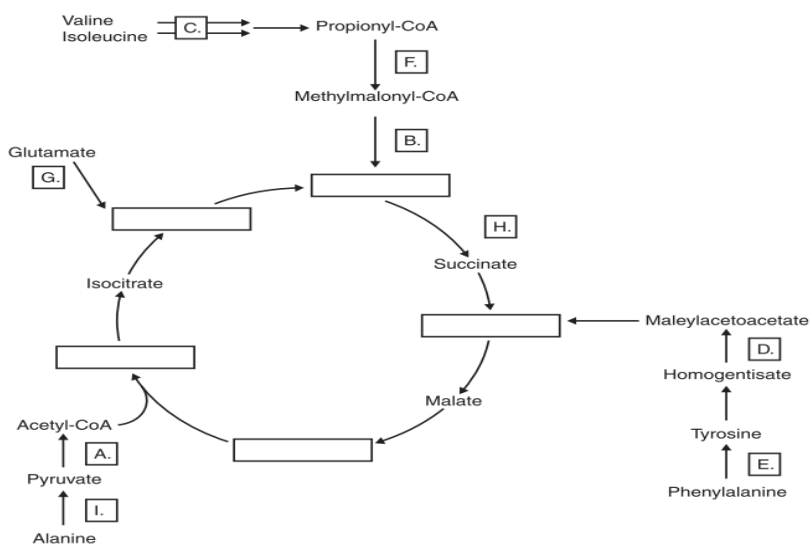 Valine
Isoleucine
C.
Propionyl-CoA
F.
Methylmalonyl-CoA
B.
Glutamate
G.
H.
Isocitrate
Succinate
Maleylacetoacetate
D.
Homogentisate
Malate
Acetyl-CoA
Tyrosine
A.
E.
Pyruvate
Phenylalanine
I.
Alanine